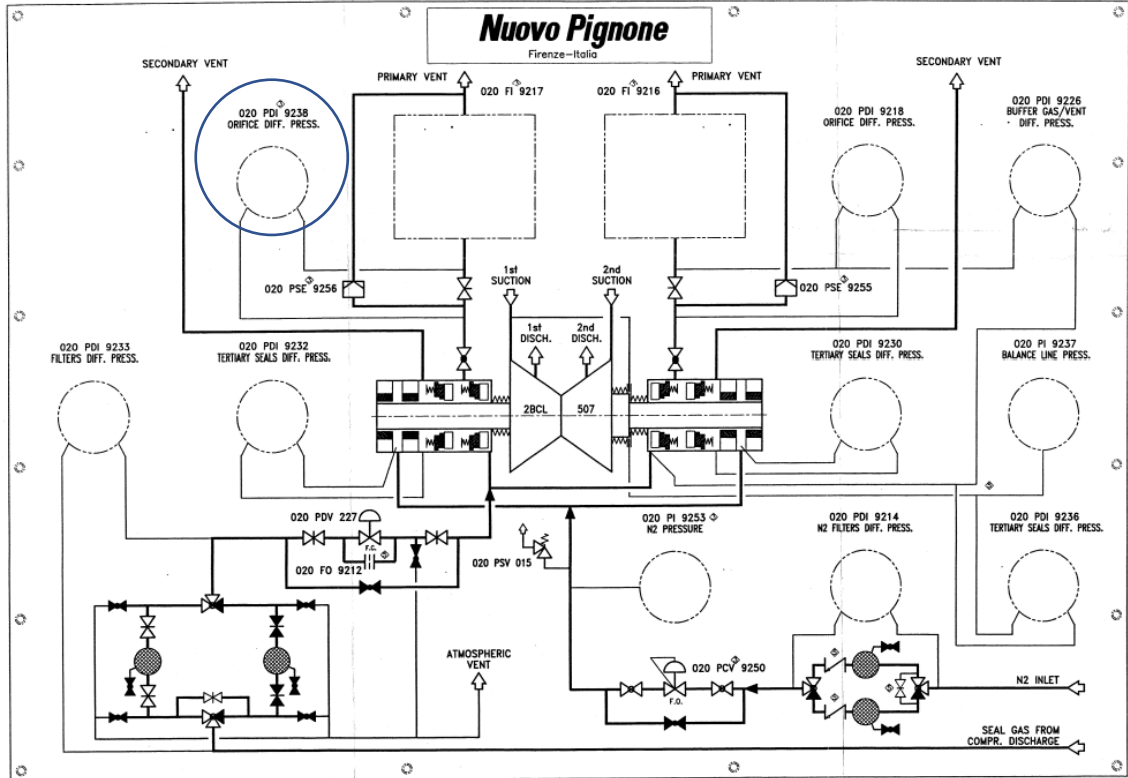 Nuovo Pignone
Firenze-Italia
SECONDARY VENT
PRIMARY VENT
020 FI 9217
020 FI 9216
PRIMARY VENT
SECONDARY VENT
020 PDI 9238
ORIFICE DIFF. PRESS.
020 PDI 9218
ORIFICE DIFF. PRESS.
020 PDI 9226
BUFFER GAS/VENT
DIFF. PRESS.
1st
SUCTION
2nd
SUCTION
020 PSE 9256
020 PSE 9255
1st
DISCH.
2nd
DISCH.
020 PDI 9233
FILTERS DIFF. PRESS.
020 PDI 9232
TERTIARY SEALS DIFF. PRESS.
020 PDI 9230
TERTIARY SEALS DIFF. PRESS.
020 PI 9237
BALANCE LINE PRESS.
2BCL
507
020 PDV 227
F.C.
020 FO 9212
020 PSV 015
020 PI 9253
N2 PRESSURE
020 PDI 9214
N2 FILTERS DIFF. PRESS.
020 PDI 9236
TERTIARY SEALS DIFF. PRESS.
ATMOSPHERIC
VENT
020 PCV 9250
F.O.
N2 INLET
SEAL GAS FROM
COMPR. DISCHARGE